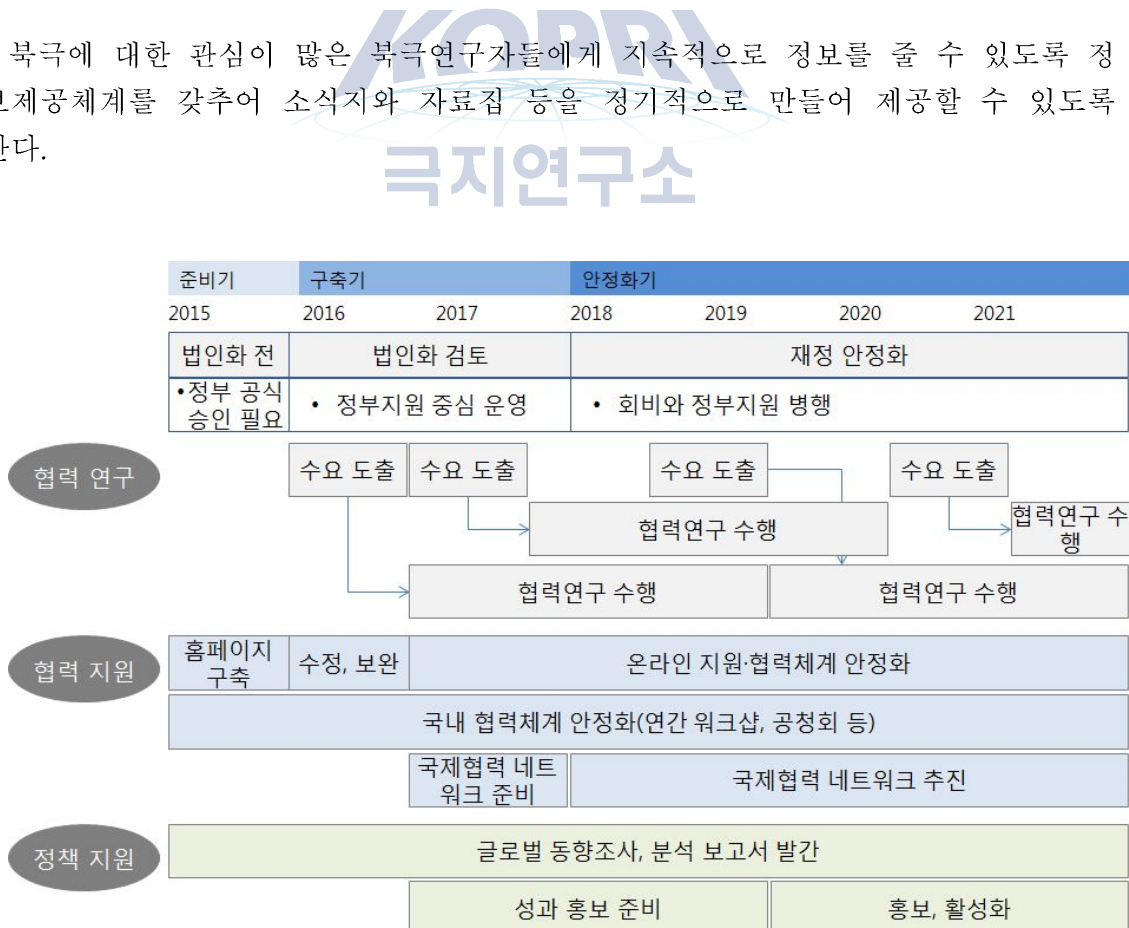 KOPRI
북극에 대한 관심이 많은 북극연구자들에게 지속적으로 정보를 줄 수 있도록 정
보제공체계를 갖추어 소식지와 자료집 등을 정기적으로 만들어 제공할 수 있도록
한다.
극지연구소
준비기 구축기 안정화기
2015 2016 2017 2018 2019 2020 2021
법인화 전 법인화 검토 재정 안정화
•정부 공식
승인 필요
• 정부지원 중심 운영
• 회비와 정부지원 병행
협력 연구
수요 도출 수요 도출 수요 도출 수요 도출
협력연구 수행
협력연구 수
행
협력연구 수행 협력연구 수행
협력 지원
홈페이지
구축
수정, 보완
온라인 지원·협력체계 안정화
국내 협력체계 안정화(연간 워크샵, 공청회 등)
국제협력 네트
워크 준비
국제협력 네트워크 추진
정책 지원
글로벌 동향조사, 분석 보고서 발간
성과 홍보 준비 홍보, 활성화